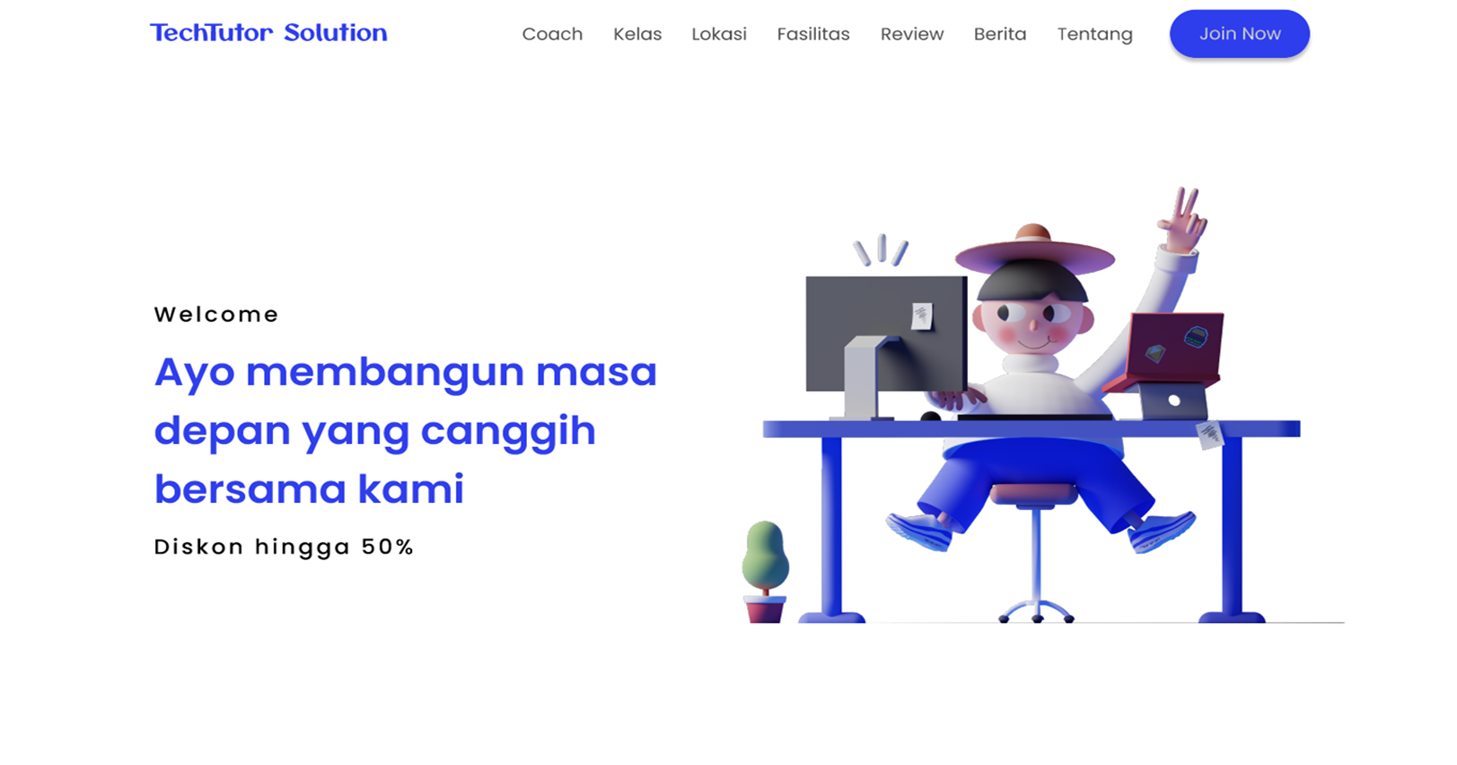 TechTutor Solution
Coach Kelas Lokasi Fasilitas Review Berita Tentang Join Now
Welcome
Ayo membangun masa
depan yang canggih
bersama kami
Diskon hingga 50%